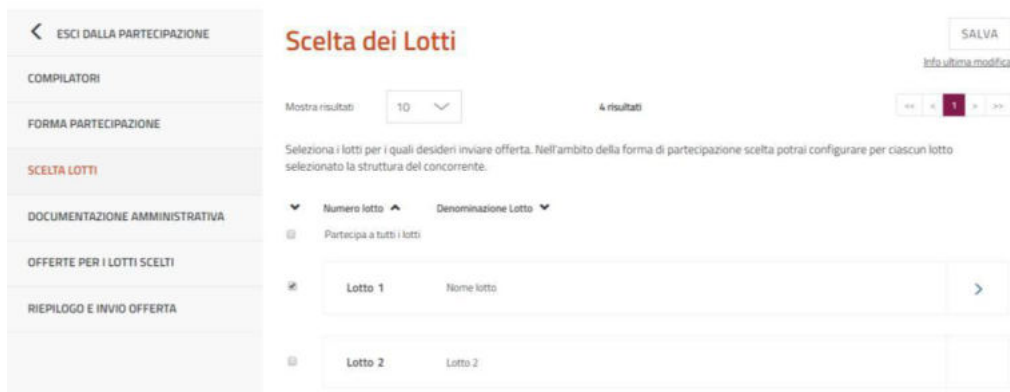 ESCI DALLA PARTECIPAZIONE
COMPILATORI
FORMA PARTECIPAZIONE
SCELTA LOTTI
DOCUMENTAZIONE AMMINISTRATIVA
OFFERTE PER I LOTTI SCELTI
RIEPILOGO E INVIO OFFERTA
Scelta dei Lotti
SALVA
Info ultima modifica
Mostra risultati 10 4 risultati << < 1 > >>
Seleziona i lotti per i quali desideri inviare offerta. Nell'ambito della forma di partecipazione scelta potrai configurare per ciascun lotto
selezionato la struttura del concorrente.
Numero lotto Denominazione Lotto
Partecipa a tutti i lotti
Lotto 1 Nome lotto
Lotto 2 Lotto 2